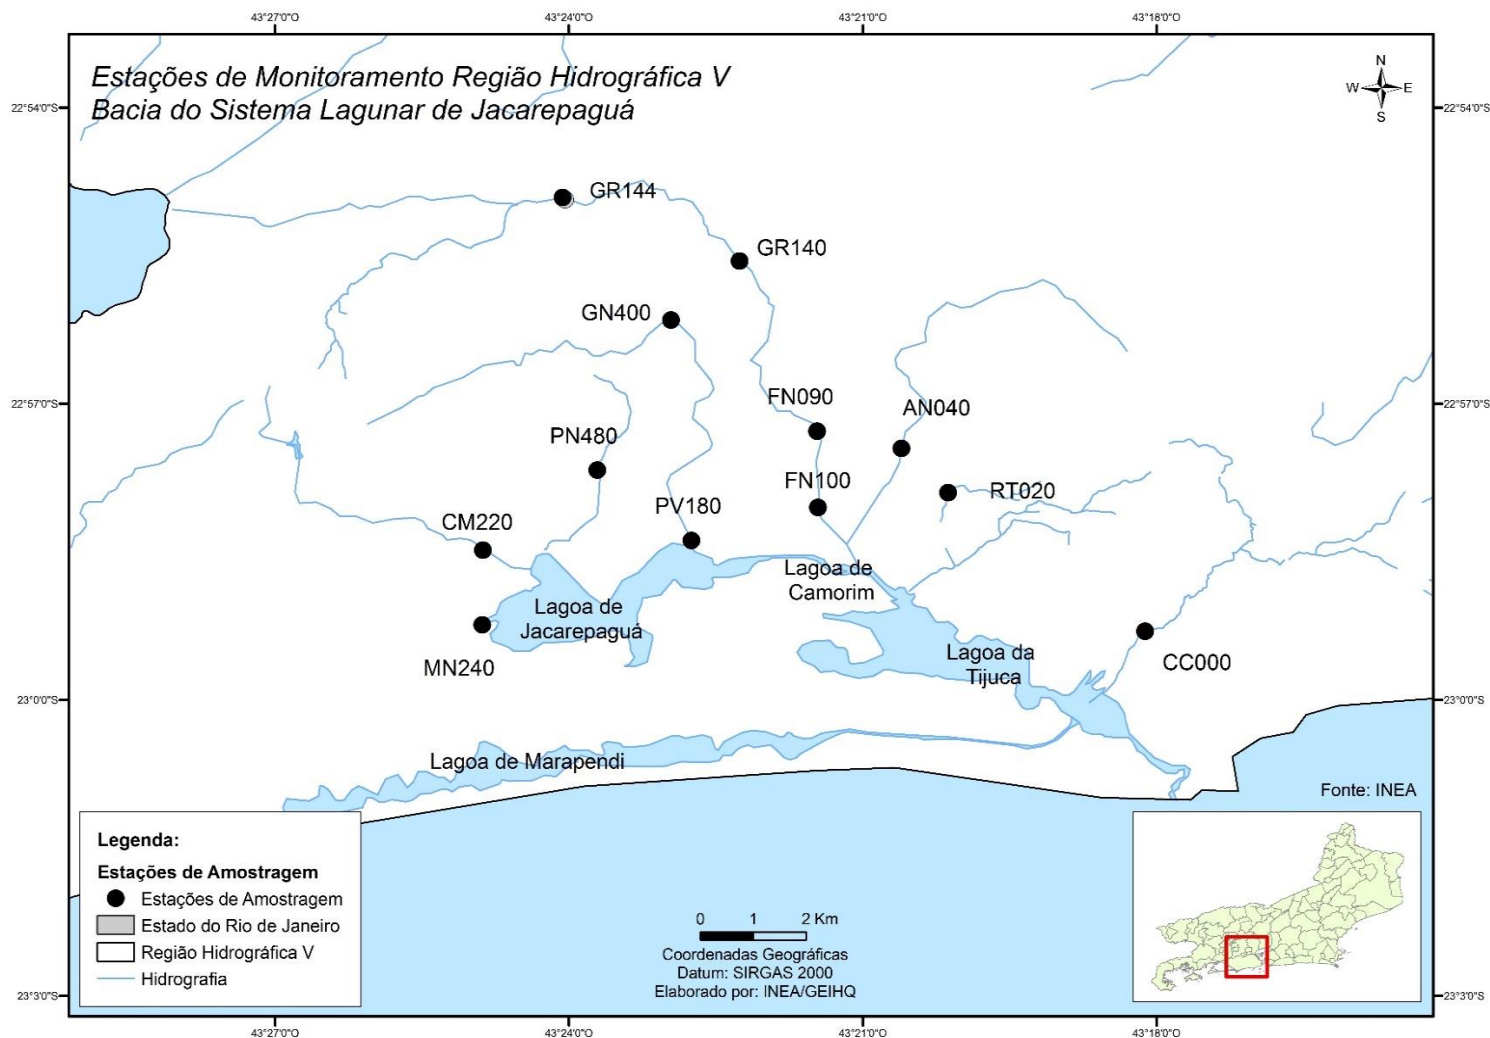 43°27'0"O
43°24'0"O
43°21'0"O
43°18'0"O
Estações de Monitoramento Região Hidrográfica V
Bacia do Sistema Lagunar de Jacarepaguá
N
W
E
S
22°54'0"S
22°54'0"S
GR144
GR140
GN400
22°57'0"S
22°57'0"S
FN090
AN040
PN480
FN100
RT020
PV180
CM220
Lagoa de
Camorim
Lagoa de
Jacarepaguá
MN240
Lagoa da
Tijuca
CC000
23°0'0"S
23°0'0"S
Lagoa de Marapendi
Fonte: INEA
Legenda:
Estações de Amostragem
Estações de Amostragem
Estado do Rio de Janeiro
Região Hidrográfica V
Hidrografia
0 1 2 Km
Coordenadas Geográficas
Datum: SIRGAS 2000
Elaborado por: INEA/GEIHQ
23°3'0"S
23°3'0"S
43°27'0"O
43°24'0"O
43°21'0"O
43°18'0"O